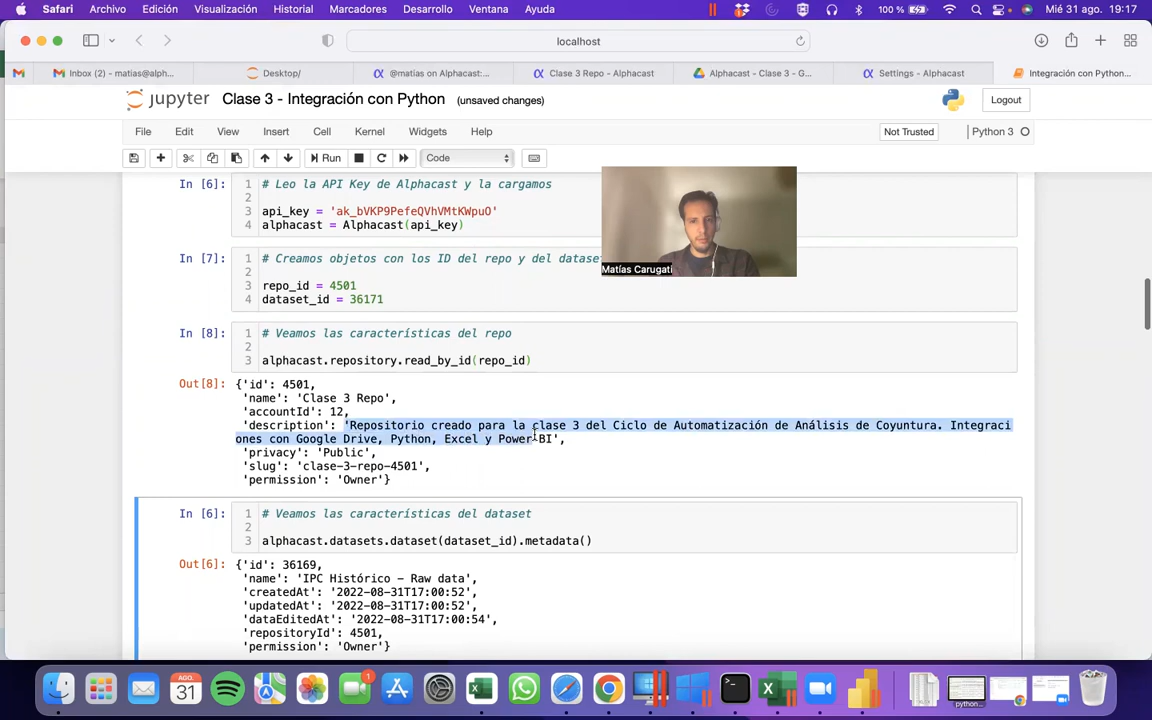 Safari Archivo Edición Visualización Historial Marcadores Desarrollo Ventana Ayuda 100 % Mié 31 ago. 19:17
localhost
Inbox (2) – matias@alph... Desktop/ @matias on Alphacast:... Clase 3 Repo - Alphacast Alphacast - Clase 3 - G... Settings - Alphacast Integración con Python...
jupyter Clase 3 - Integración con Python (unsaved changes) Logout
File Edit View Insert Cell Kernel Widgets Help Not Trusted Python 3
Run Code
In [6]: 1 # Leo la API Key de Alphacast y la cargamos
2
3 api_key = 'ak_bVKP9PefeQVhVMtKWpuO'
4 alphacast = Alphacast(api_key)
Matías Carugati
In [7]: 1 # Creamos objetos con los ID del repo y del datase
2
3 repo_id = 4501
4 dataset_id = 36171
In [8]: 1 # Veamos las características del repo
2
3 alphacast.repository.read_by_id(repo_id)
Out[8]: {'id': 4501,
'name': 'Clase 3 Repo',
'accountId': 12,
'description': 'Repositorio creado para la clase 3 del Ciclo de Automatización de Análisis de Coyuntura. Integraci
ones con Google Drive, Python, Excel y Power BI',
'privacy': 'Public',
'slug': 'clase-3-repo-4501',
'permission': 'Owner'}
In [6]: 1 # Veamos las características del dataset
2
3 alphacast.datasets.dataset(dataset_id).metadata()
Out[6]: {'id': 36169,
'name': 'IPC Histórico - Raw data',
'createdAt': '2022-08-31T17:00:52',
'updatedAt': '2022-08-31T17:00:52',
'dataEditedAt': '2022-08-31T17:00:54',
'repositoryId': 4501,
'permission': 'Owner'}
AGO.
31
1
python...